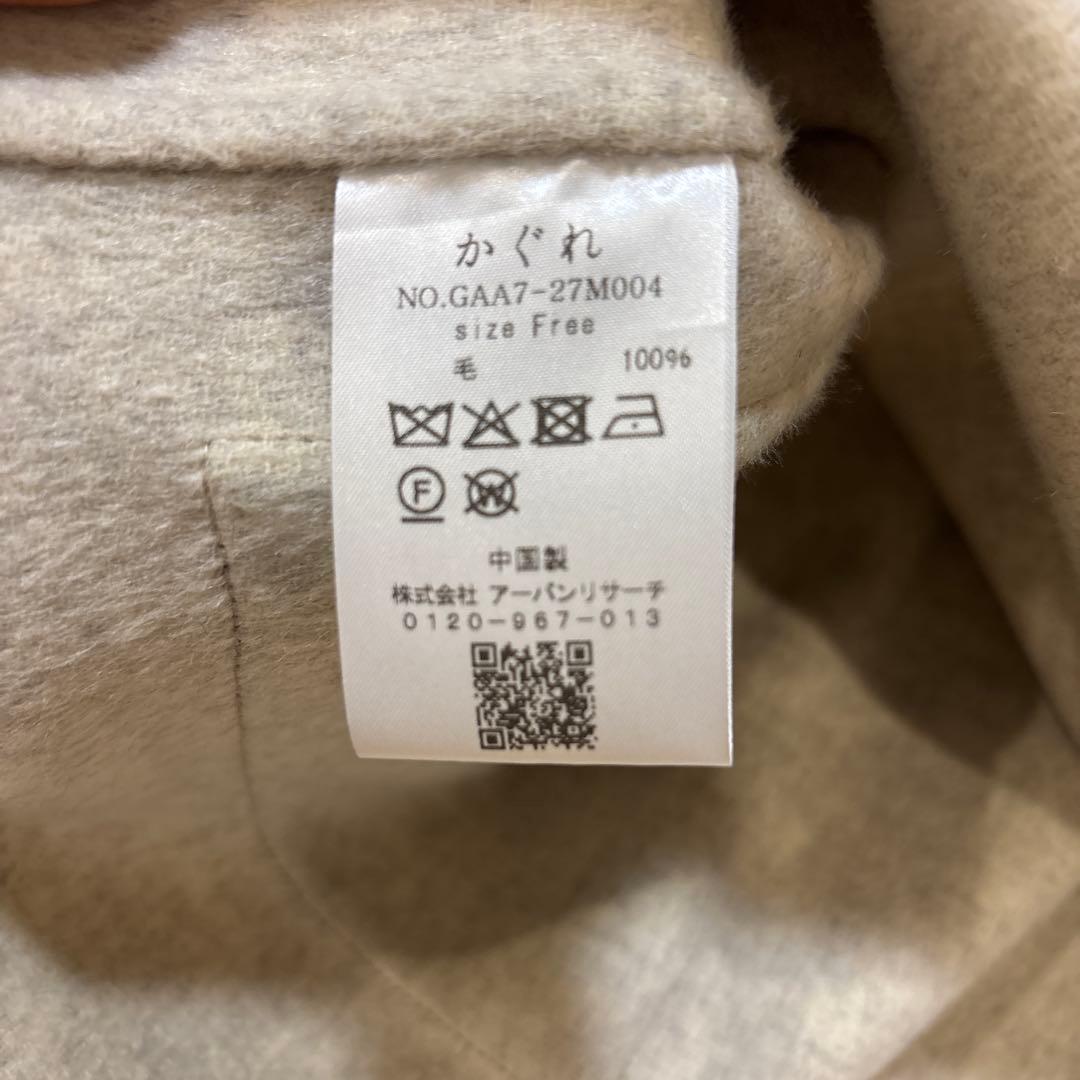 かぐれ
NO.GAA7-27M004
size Free
毛 100%
F W
中国製
株式会社 アーバンリサーチ
0120-967-013